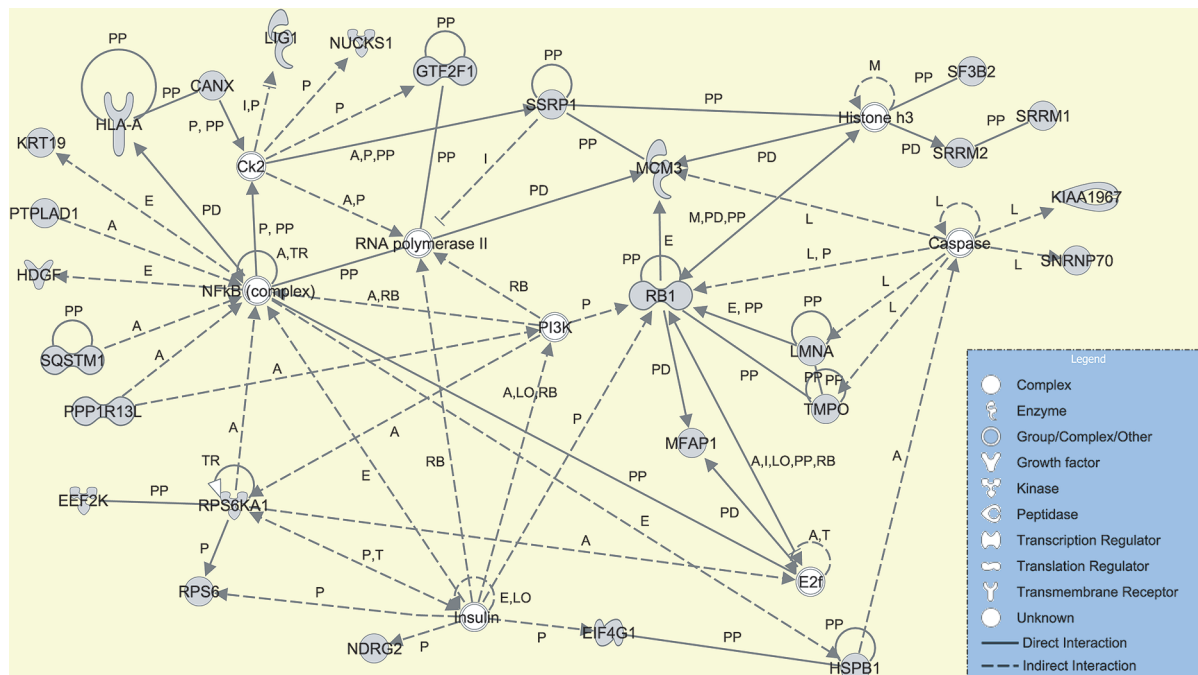 PP
LIG1
NUCKS1
PP
GTF2F1
PP
CANX
PP
HLA-A
I,P
P
P
PP
SSRP1
PP
M
Histone h3
PP
SF3B2
SRRM1
PP
SRRM2
PD
P, PP
KRT19
Ck2
A,P,PP
PP
I
PP
MCM3
PD
E
PTPLAD1
A
PD
P, PP
A,P
PD
RNA polymerase II
M,PD,PP
L
L
Caspase
L
KIAA1967
L
SNRNP70
HDGF
E
A,TR
NFkB (complex)
PP
E
PP
RB1
L, P
A,RB
RB
PI3K
P
E, PP
L
L
PP
SQSTM1
A
A
PPP1R13L
A
PP
LMNA
PP
PP
PP
TMPO
PD
MFAP1
A,LO,RB
P
A
A
TR
EEF2K
PP
RPS6KA1
RB
E
PP
A,I,LO,PP,RB
PD
A
E
A
A,T
E2f
P
RPS6
P,T
P
E,LO
Insulin
P
NDRG2
P
EIF4G1
PP
PP
HSPB1
Legend
Complex
Enzyme
Group/Complex/Other
Growth factor
Kinase
Peptidase
Transcription Regulator
Translation Regulator
Transmembrane Receptor
Unknown
Direct Interaction
Indirect Interaction